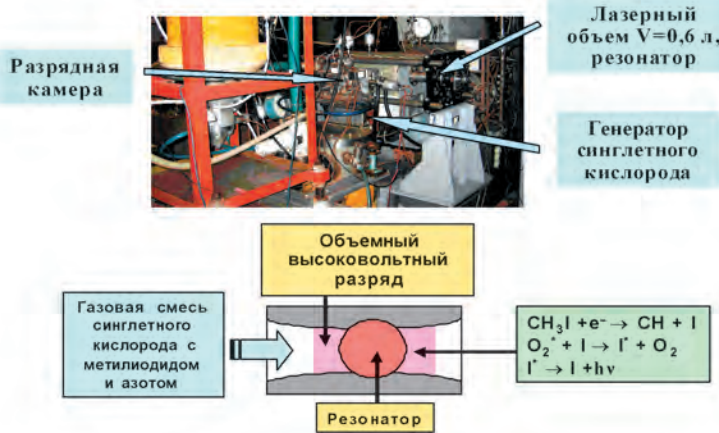 Разрядная
камера
Лазерный
объем V=0,6 л,
резонатор
Генератор
синглетного
кислорода
Объемный
высоковольтный
разряд
Газовая смесь
синглетного
кислорода с
метилиодидом
и азотом
CH₃I +e⁻→ CH + I
O₂* + I → I* + O₂
I* → I +hν
Резонатор